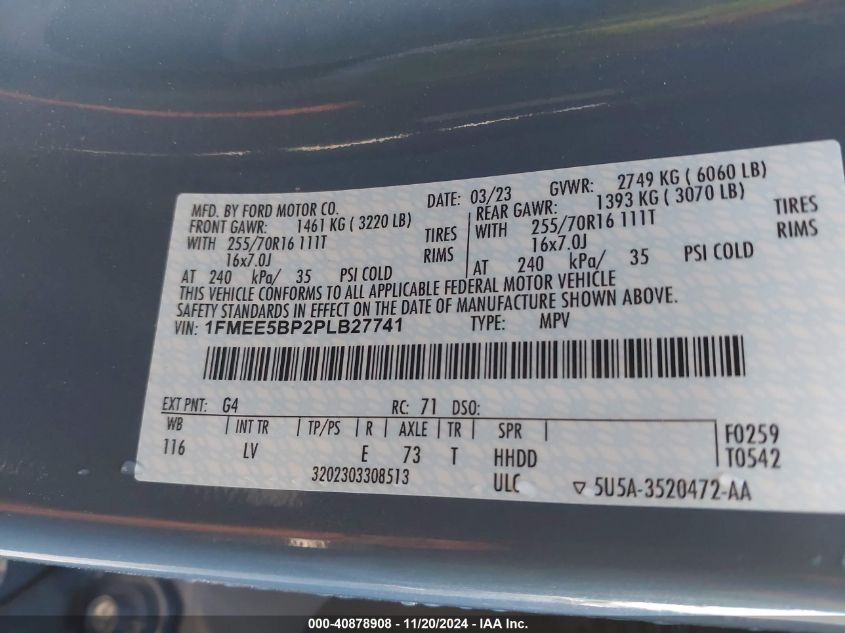 MFD. BY FORD MOTOR CO. DATE: 03/23 GVWR: 2749 KG ( 6060 LB)
FRONT GAWR: 1461 KG ( 3220 LB) REAR GAWR: 1393 KG ( 3070 LB)
WITH 255/70R16 111T TIRES WITH 255/70R16 111T TIRES
16x7.0J RIMS 16x7.0J RIMS
AT 240 kPa/ 35 PSI COLD AT 240 kPa/ 35 PSI COLD
THIS VEHICLE CONFORMS TO ALL APPLICABLE FEDERAL MOTOR VEHICLE
SAFETY STANDARDS IN EFFECT ON THE DATE OF MANUFACTURE SHOWN ABOVE.
VIN: 1FMEE5BP2PLB27741 TYPE: MPV
EXT PNT: G4 RC: 71 DSO:
WB | INT TR | TP/PS | R | AXLE | TR | SPR | F0259
116 LV E 73 T HHDD T0542
3202303308513 ULC ▽ 5U5A-3520472-AA
000-40878908 - 11/20/2024 - IAAI.com.